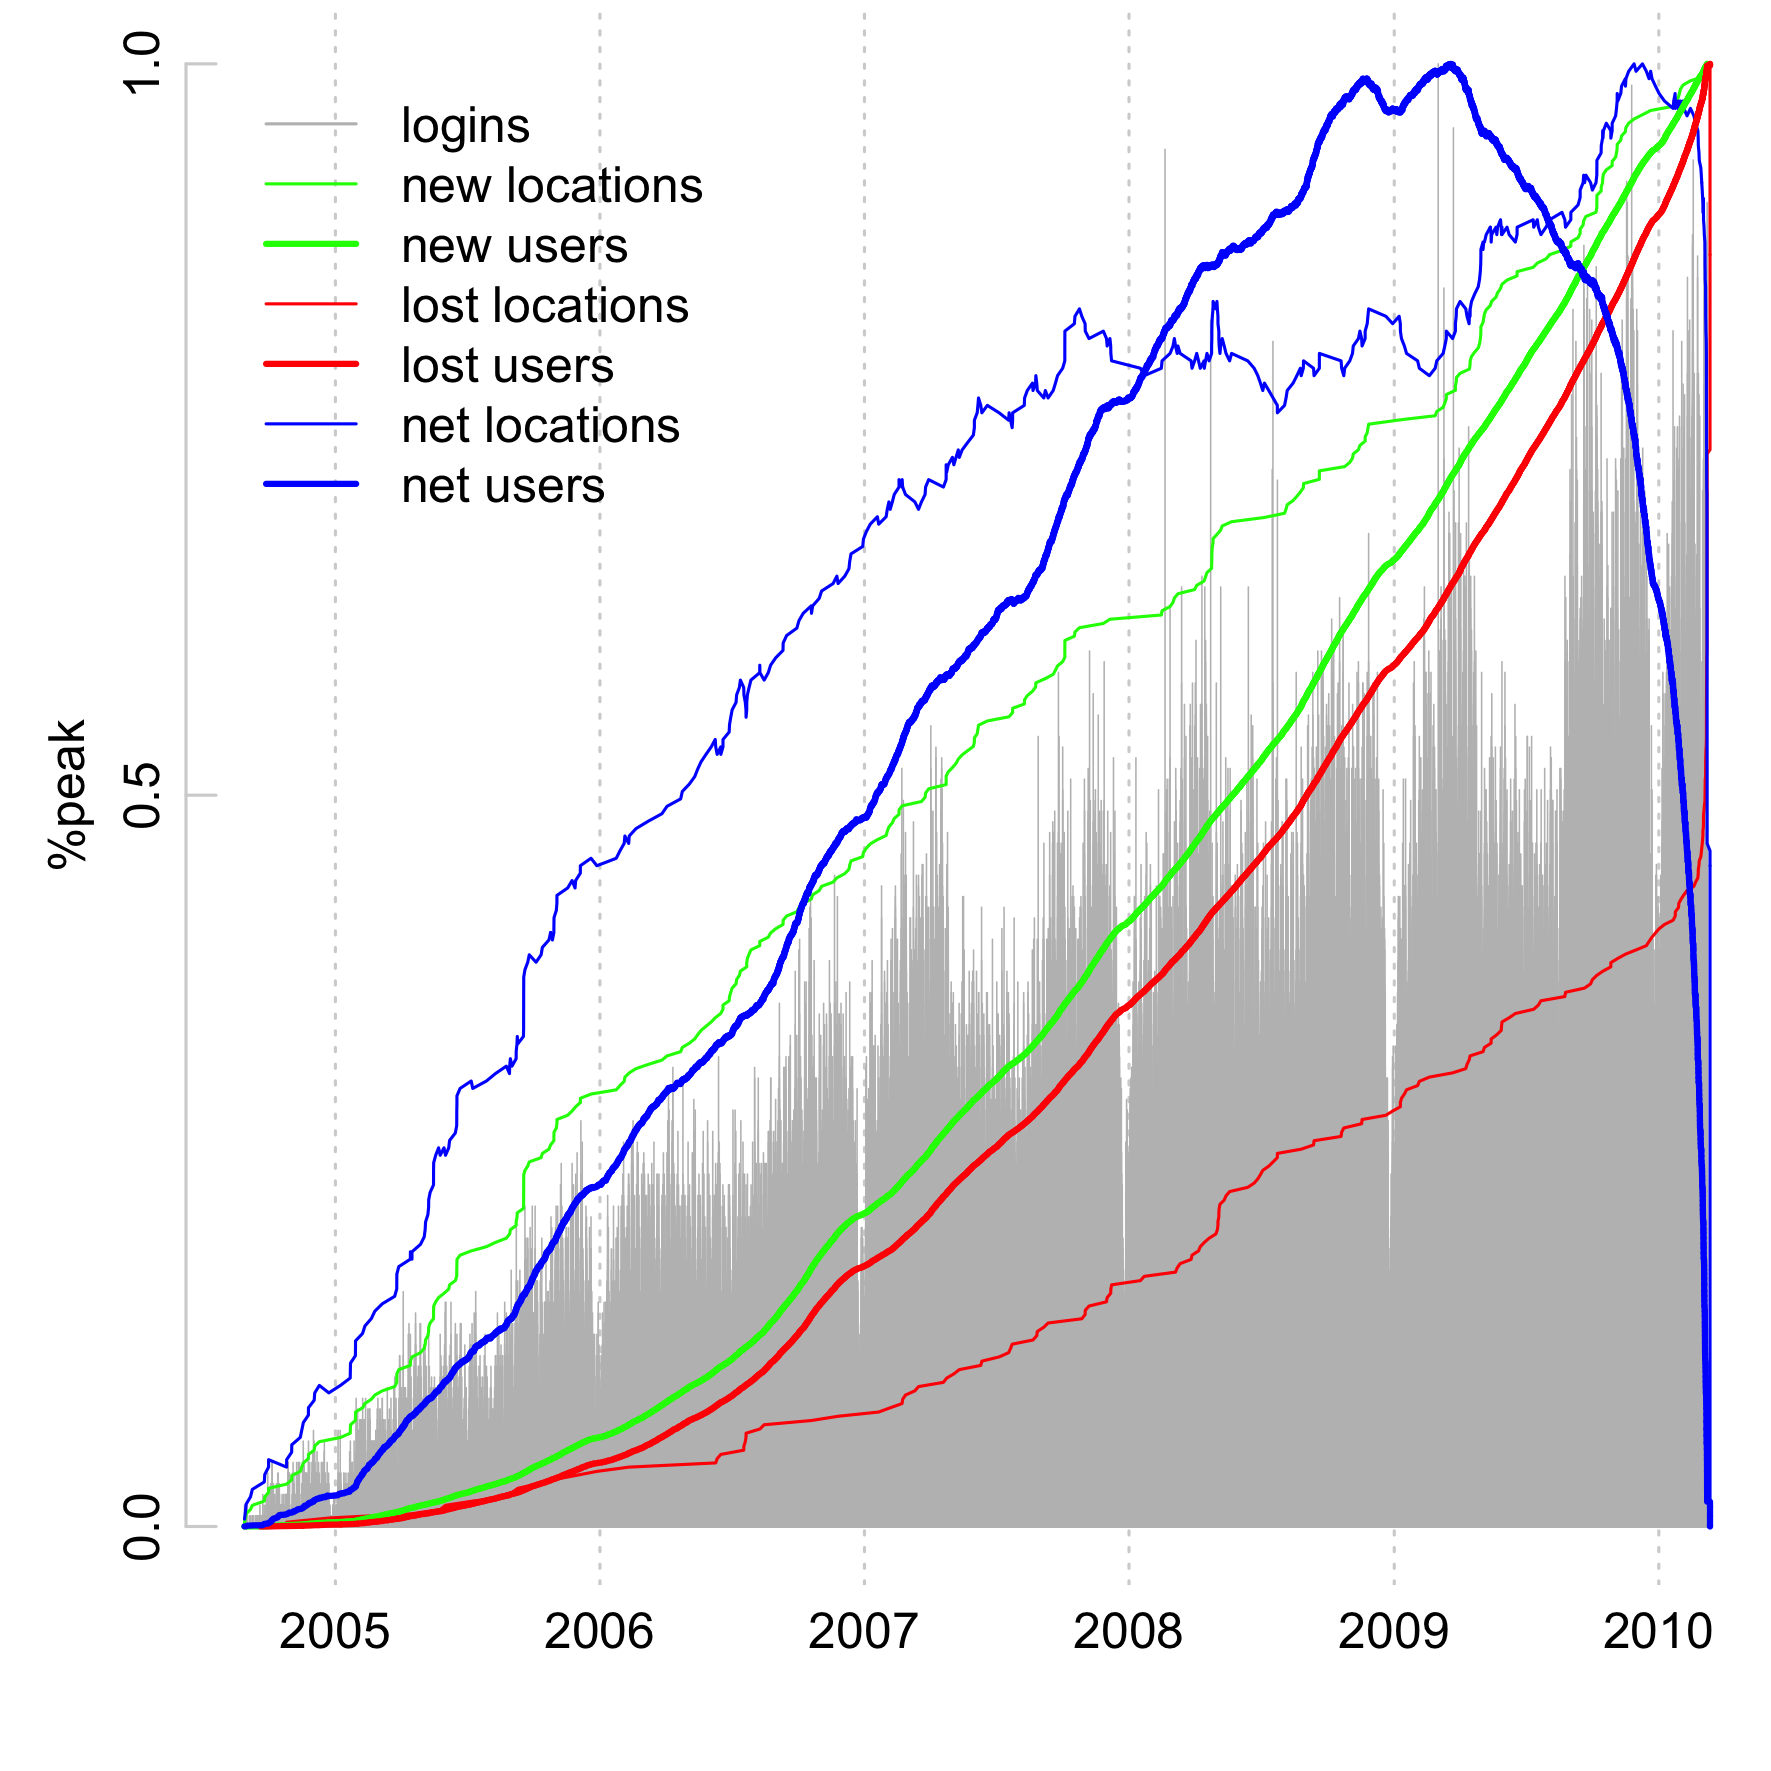 %peak
1.0
0.5
0.0
logins
new locations
new users
lost locations
lost users
net locations
net users
2005 2006 2007 2008 2009 2010